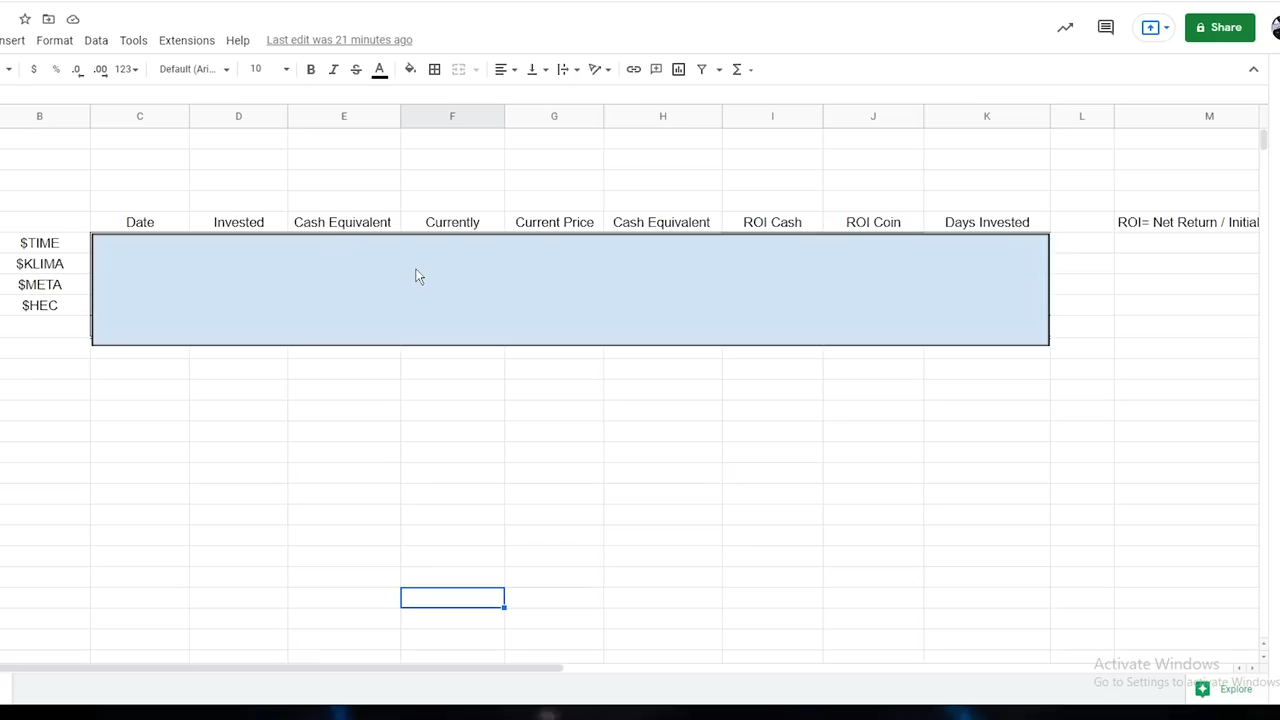 nsert Format Data Tools Extensions Help Last edit was 21 minutes ago
Share
$ % .0 .00 123 Default (Ari... 10 B I S A
B C D E F G H I J K L M
Date Invested Cash Equivalent Currently Current Price Cash Equivalent ROI Cash ROI Coin Days Invested ROI= Net Return / Initial
$TIME
$KLIMA
$META
$HEC
Activate Windows
Go to Settings to activate Windows
Explore